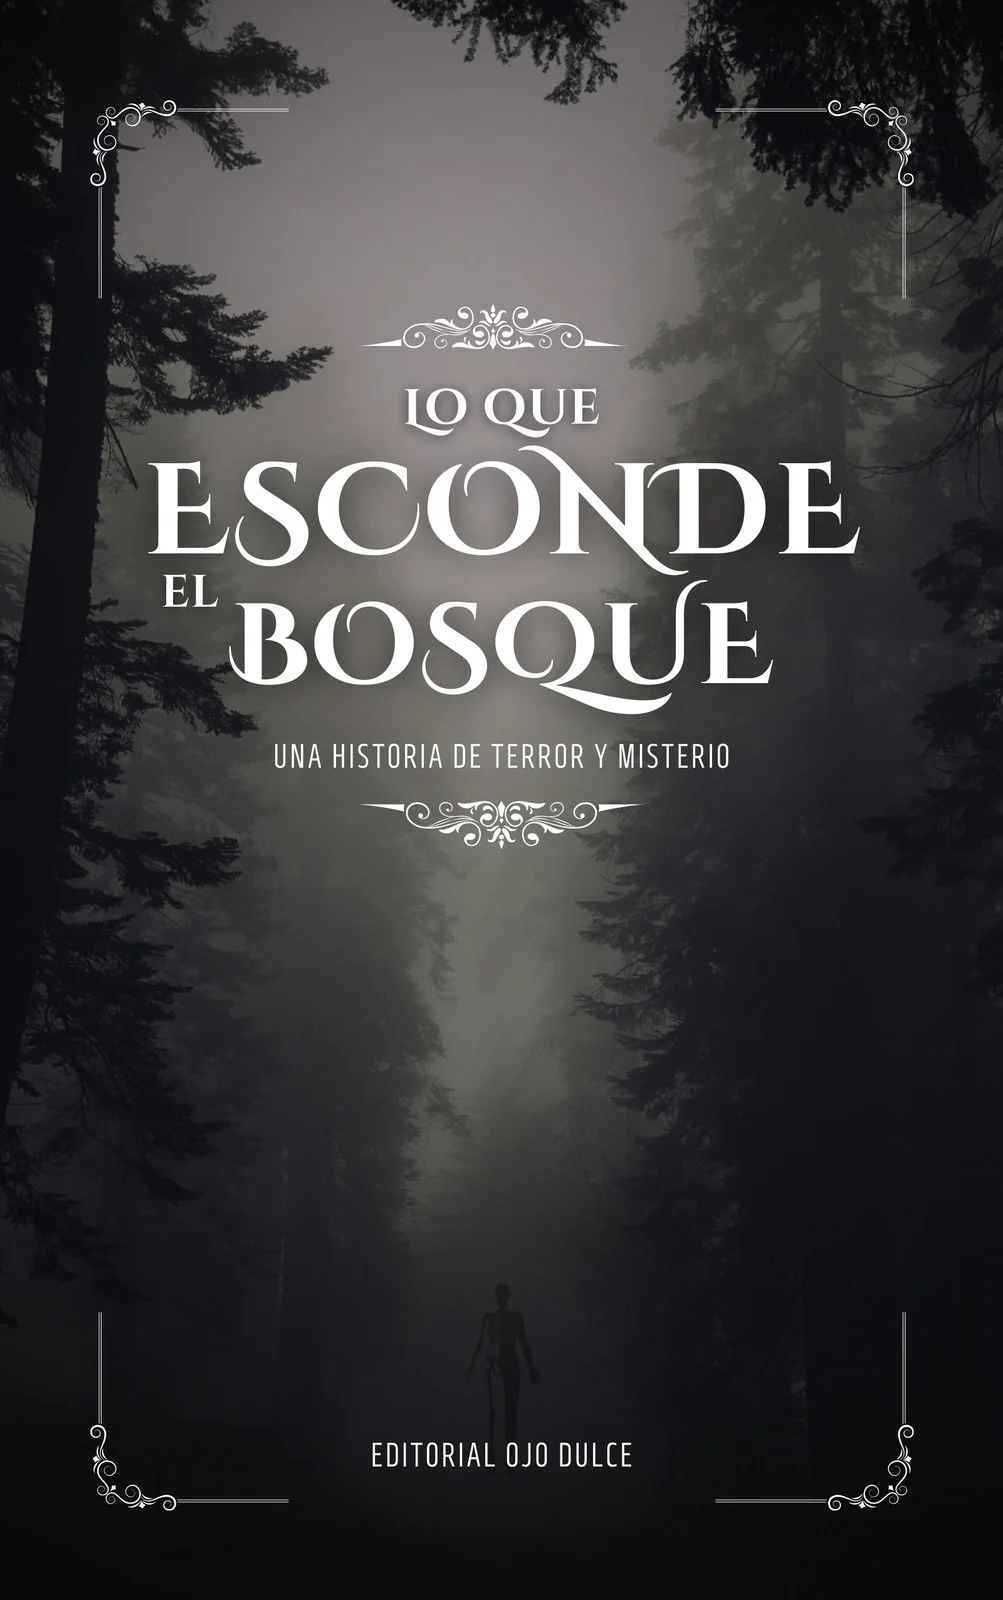 LO QUE
ESCONDE
EL BOSQUE
UNA HISTORIA DE TERROR Y MISTERIO
EDITORIAL OJO DULCE